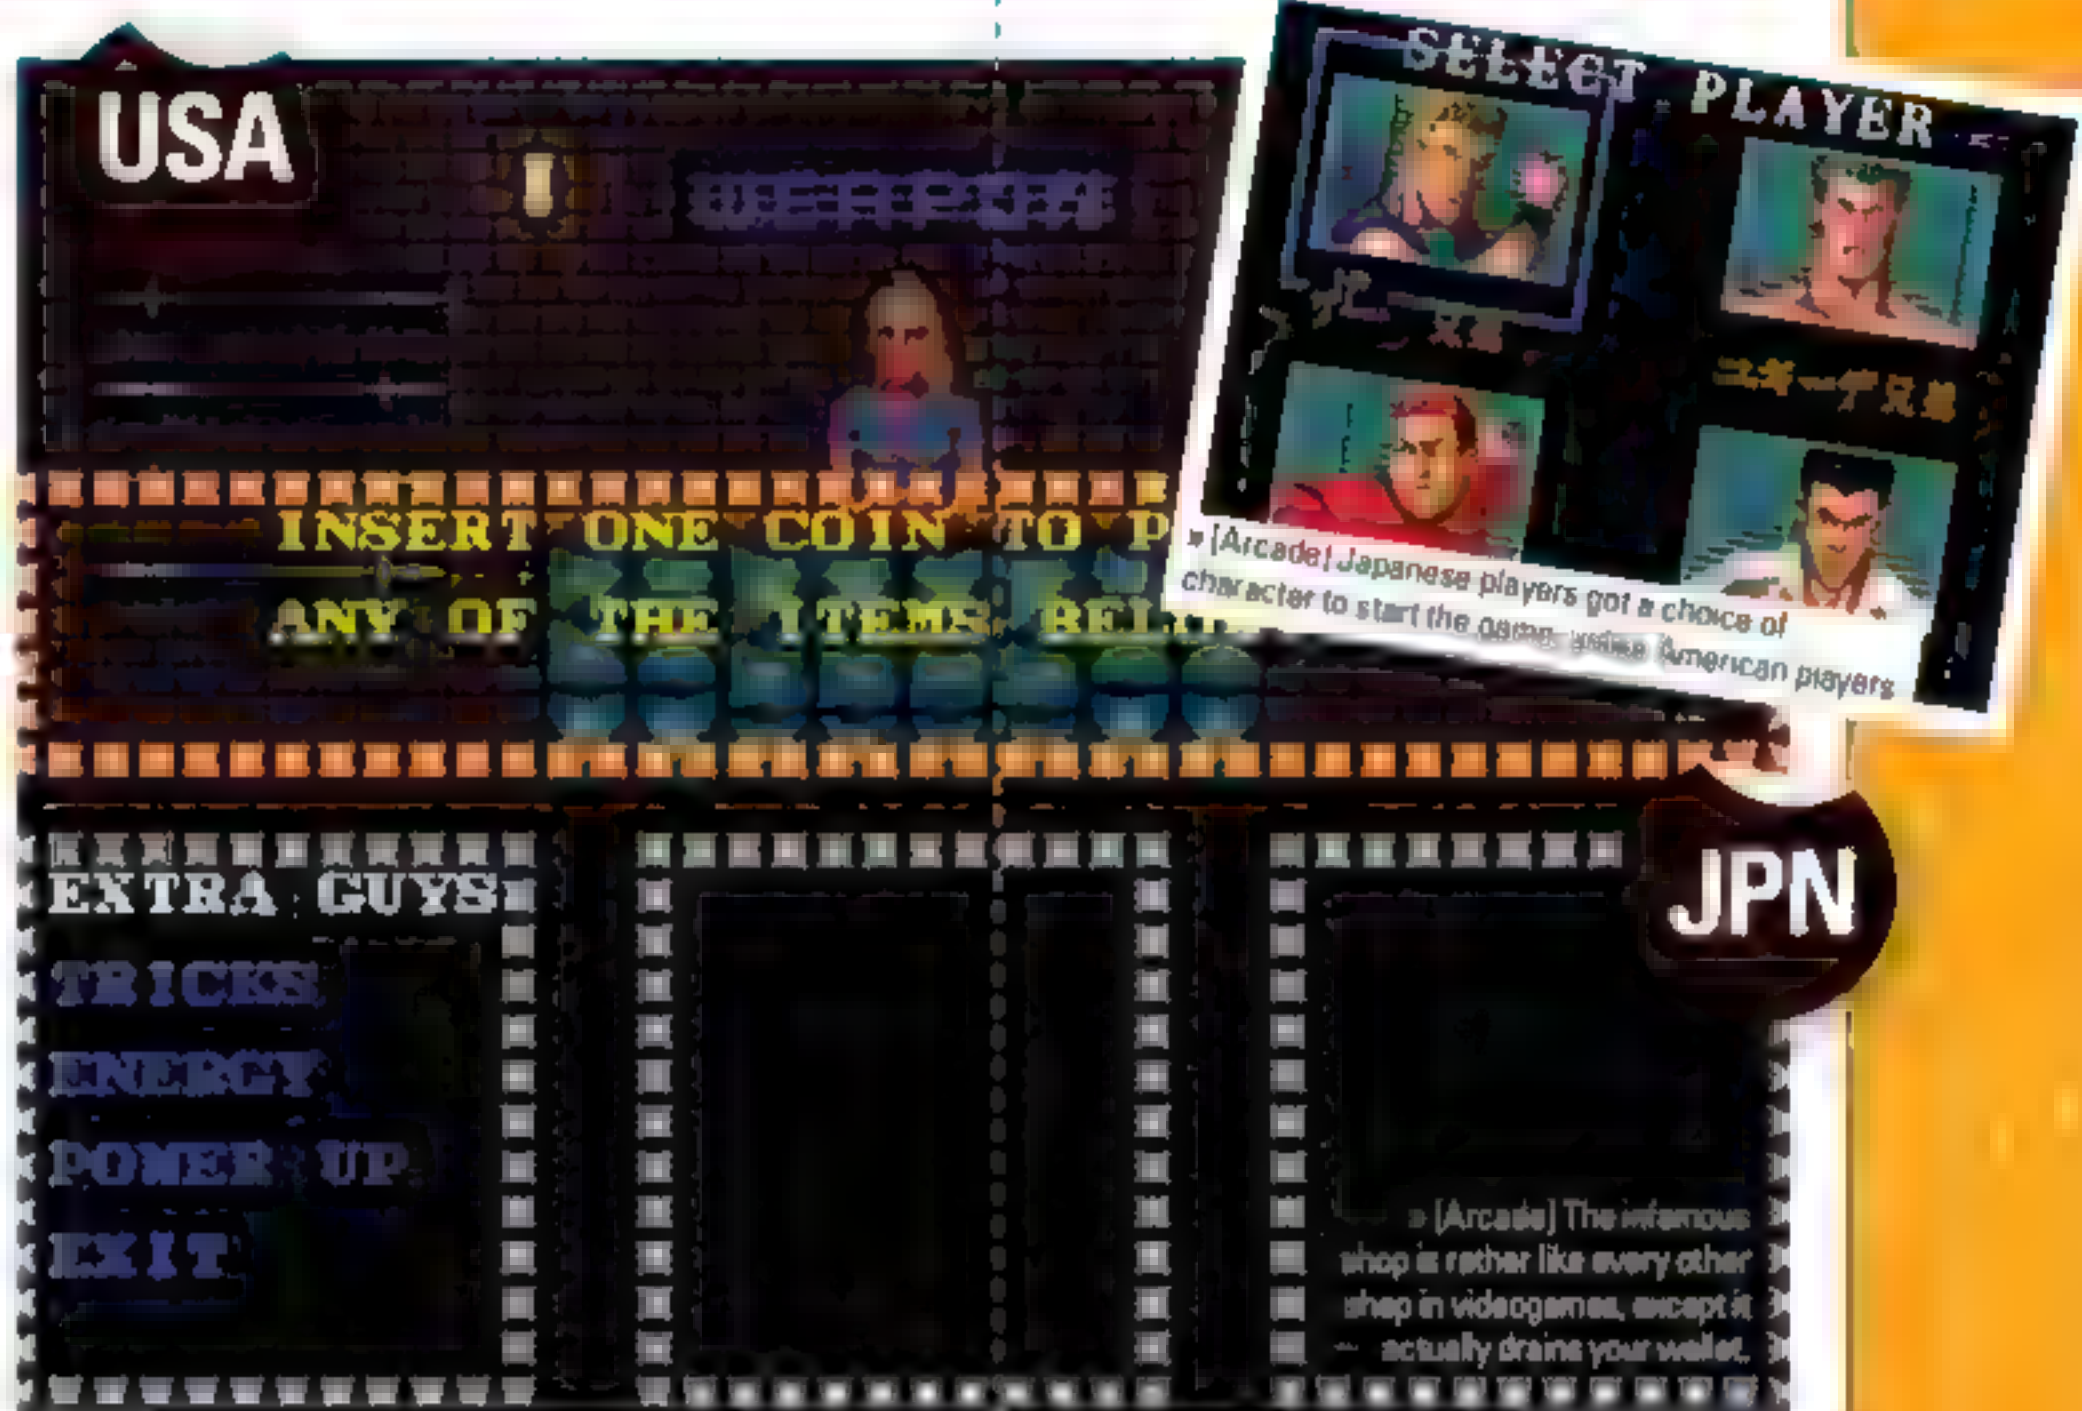 USA
SELECT PLAYER
INSERT ONE COIN TO P
ANY OF THE ITEMS BELO
» [Arcade] Japanese players got a choice of
character to start the game, unlike American players
EXTRA GUYS
TRICKS
ENERGY
POWER UP
EXIT
JPN
» [Arcade] The infamous
shop is rather like every other
shop in videogames, except it
actually drains your wallet.